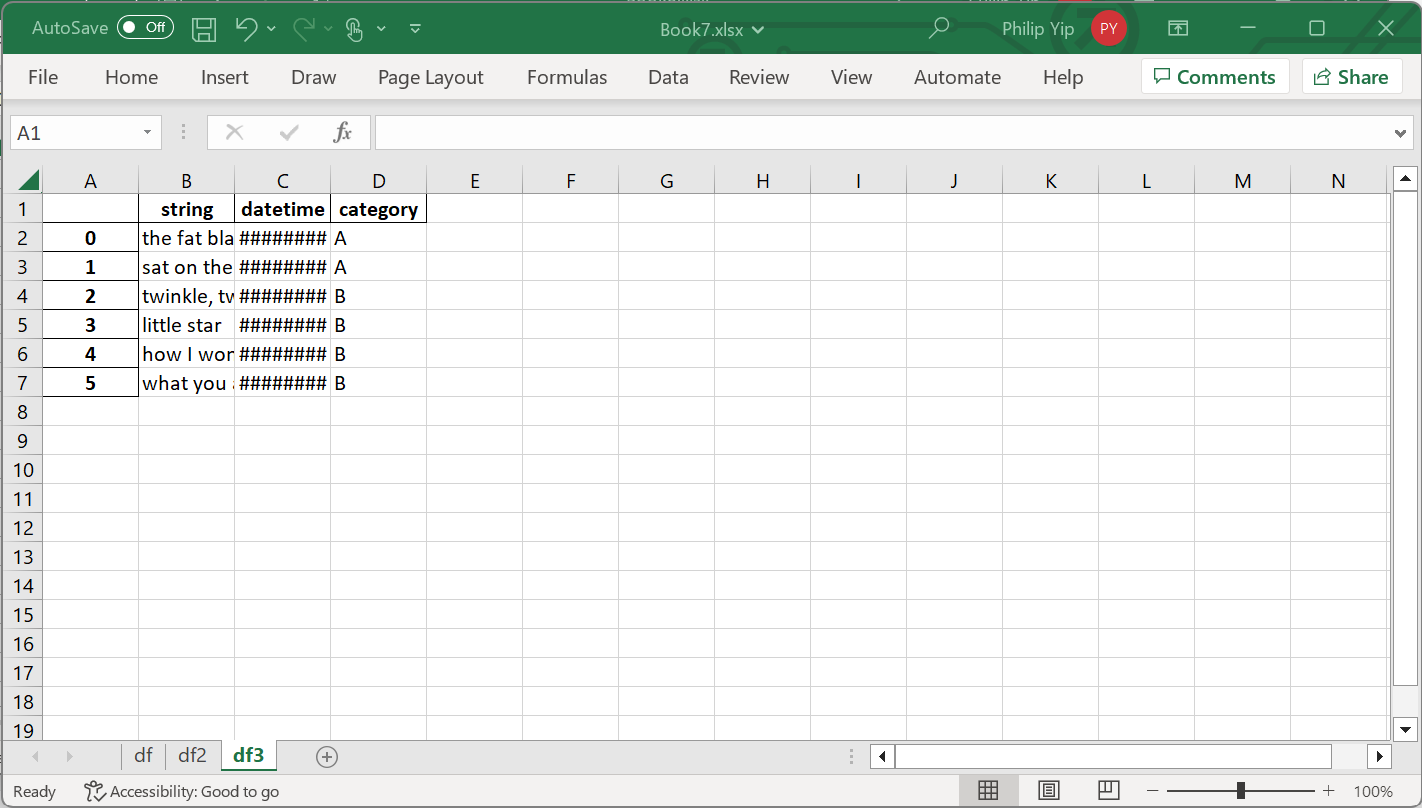 AutoSave Off Book7.xlsx Philip Yip PY
File Home Insert Draw Page Layout Formulas Data Review View Automate Help Comments Share
A1 fx
A B C D E F G H I J K L M N
1 string datetime category
2 0 the fat bla ######## A
3 1 sat on the ######## A
4 2 twinkle, tw ######## B
5 3 little star ######## B
6 4 how I won ######## B
7 5 what you ######## B
8
9
10
11
12
13
14
15
16
17
18
19
df df2 df3
Ready Accessibility: Good to go 100%